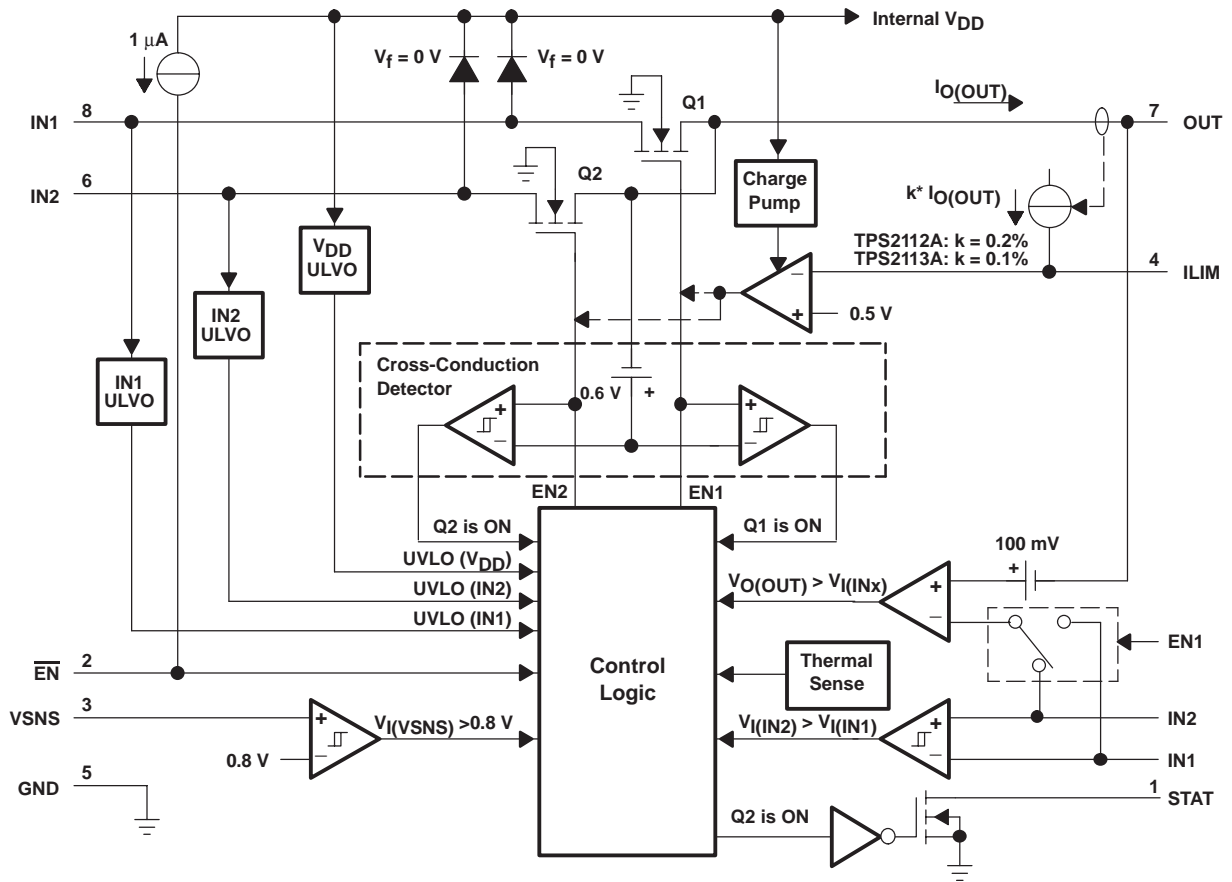 Internal VDD
1 μA
Vf = 0 V
Vf = 0 V
IO(OUT)
8
IN1
Q1
7
OUT
6
IN2
Q2
Charge
Pump
k* IO(OUT)
VDD
ULVO
TPS2112A: k = 0.2%
TPS2113A: k = 0.1%
4
ILIM
−
+
0.5 V
IN2
ULVO
IN1
ULVO
Cross-Conduction
Detector
0.6 V
+
+
−
+
−
EN2
EN1
Q2 is ON
Q1 is ON
UVLO (VDD)
UVLO (IN2)
UVLO (IN1)
100 mV
+
VO(OUT) > VI(INx)
+
−
EN1
2
EN
Control
Logic
Thermal
Sense
3
VSNS
+
−
VI(VSNS) >0.8 V
0.8 V
VI(IN2) > VI(IN1)
+
−
IN2
IN1
5
GND
1
STAT
Q2 is ON